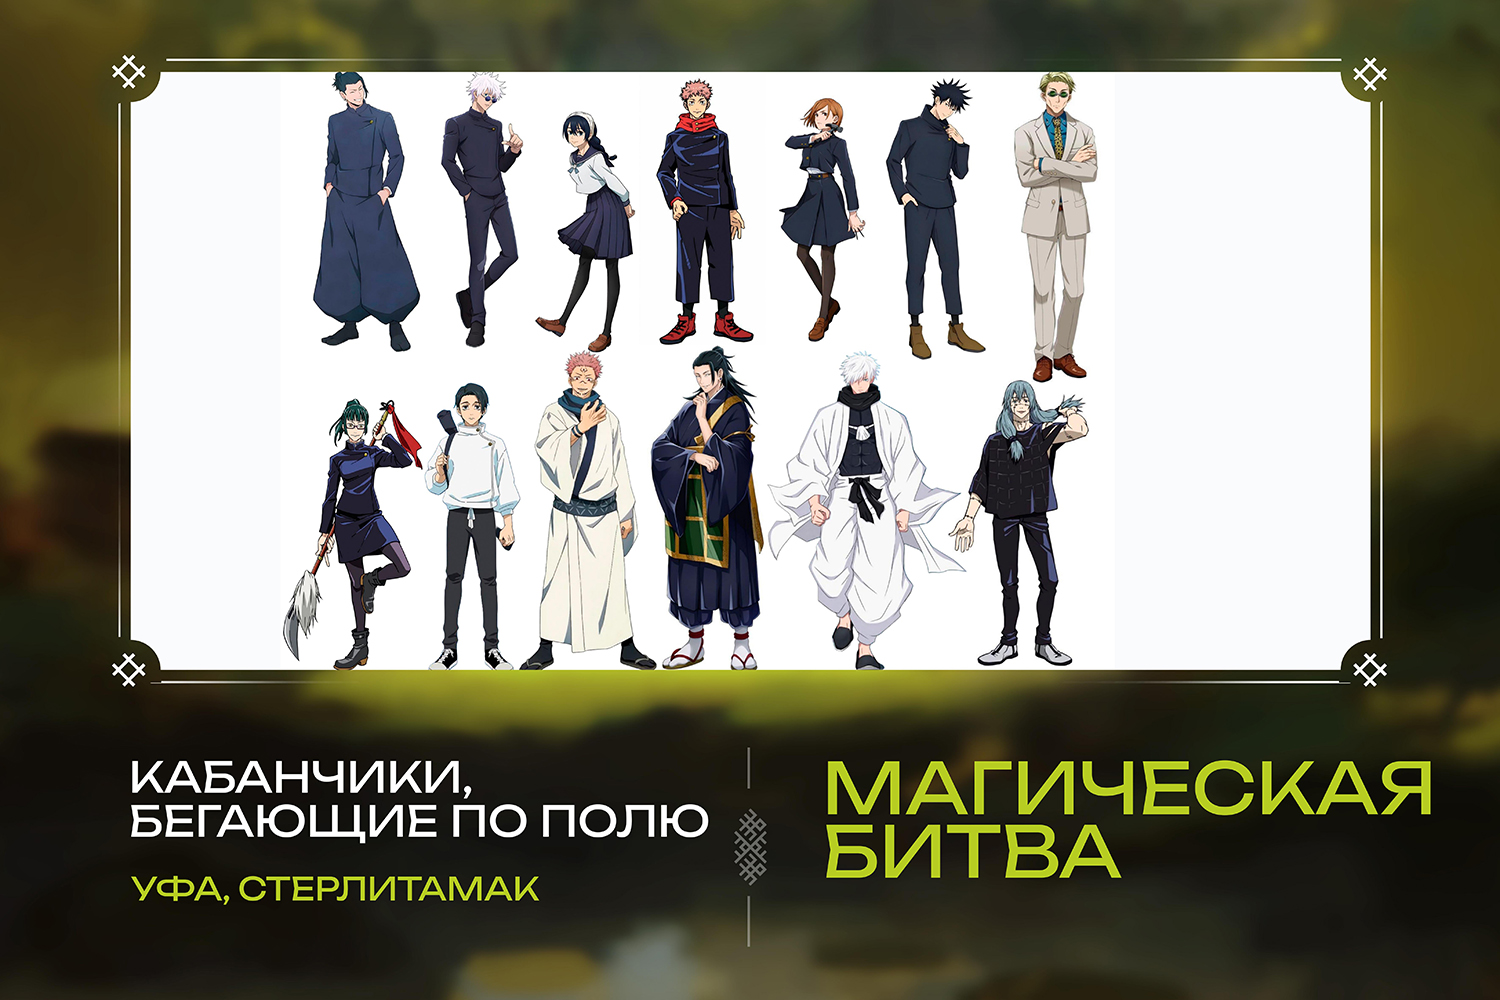 КАБАНЧИКИ,
БЕГАЮЩИЕ ПО ПОЛЮ
УФА, СТЕРЛИТАМАК
МАГИЧЕСКАЯ
БИТВА